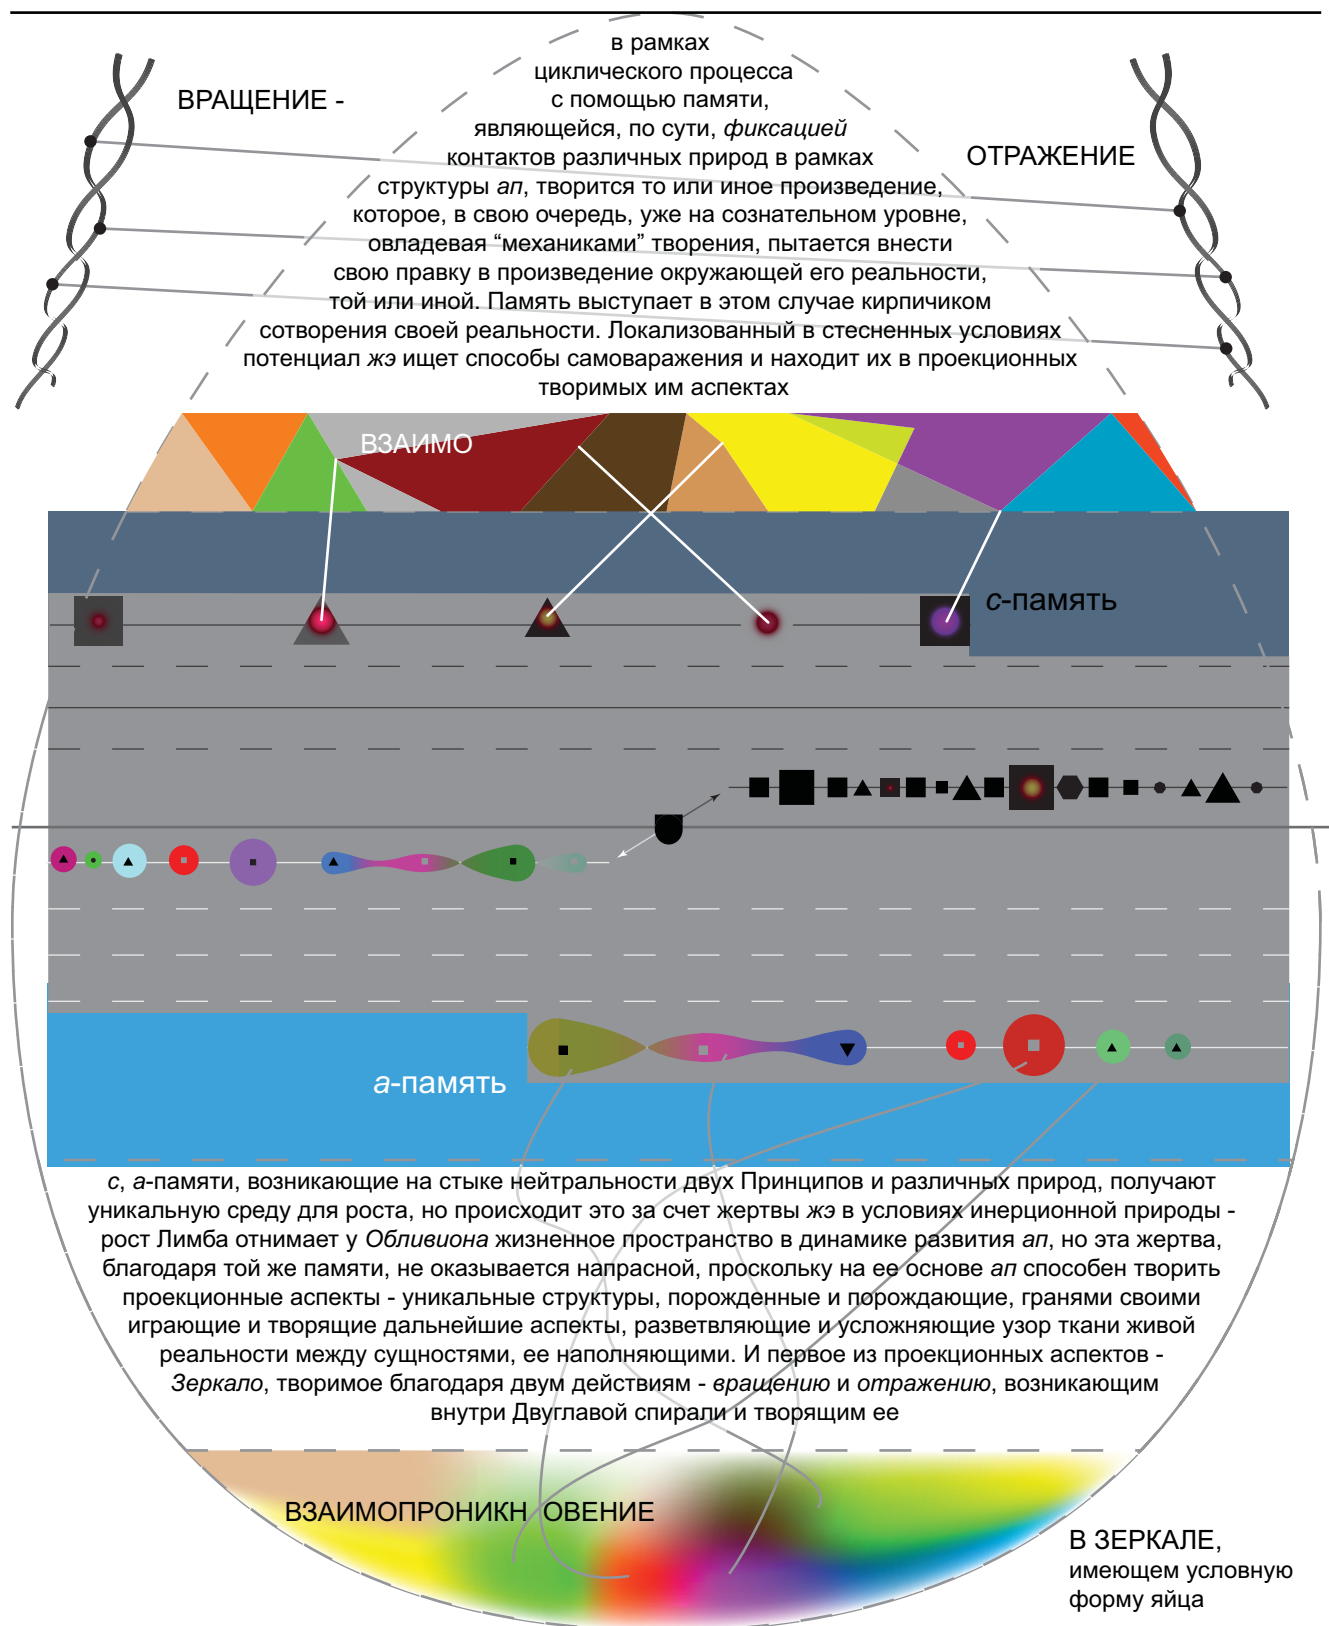 в рамках
циклического процесса
ВРАЩЕНИЕ -
с помощью памяти,
являющейся, по сути, фиксацией
контактов различных природ в рамках
ОТРАЖЕНИЕ
структуры ап, творится то или иное произведение,
которое, в свою очередь, уже на сознательном уровне,
овладевая “механиками” творения, пытается внести
свою правку в произведение окружающей его реальности,
той или иной. Память выступает в этом случае кирпичиком
сотворения своей реальности. Локализованный в стесненных условиях
потенциал жэ ищет способы самоваражения и находит их в проекционных
творимых им аспектах
ВЗАИМО
с-память
а-память
с, а-памяти, возникающие на стыке нейтральности двух Принципов и различных природ, получают
уникальную среду для роста, но происходит это за счет жертвы жэ в условиях инерционной природы -
рост Лимба отнимает у Обливиона жизненное пространство в динамике развития ап, но эта жертва,
благодаря той же памяти, не оказывается напрасной, проскольку на ее основе ап способен творить
проекционные аспекты - уникальные структуры, порожденные и порождающие, гранями своими
играющие и творящие дальнейшие аспекты, разветвляющие и усложняющие узор ткани живой
реальности между сущностями, ее наполняющими. И первое из проекционных аспектов -
Зеркало, творимое благодаря двум действиям - вращению и отражению, возникающим
внутри Двуглавой спирали и творящим ее
ВЗАИМОПРОНИКН ОВЕНИЕ
В ЗЕРКАЛЕ,
имеющем условную
форму яйца